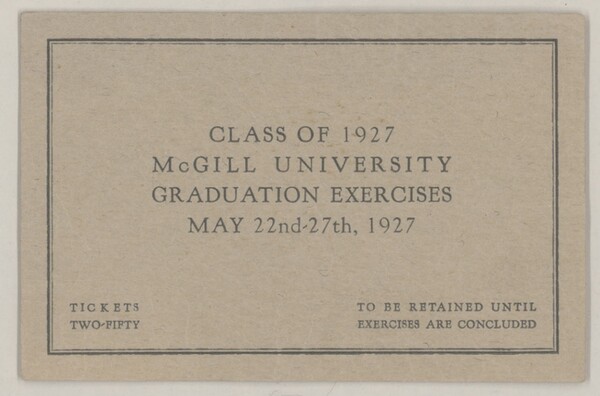 CLASS OF 1927
McGILL UNIVERSITY
GRADUATION EXERCISES
MAY 22nd-27th, 1927
TICKETS
TWO-FIFTY
TO BE RETAINED UNTIL
EXERCISES ARE CONCLUDED